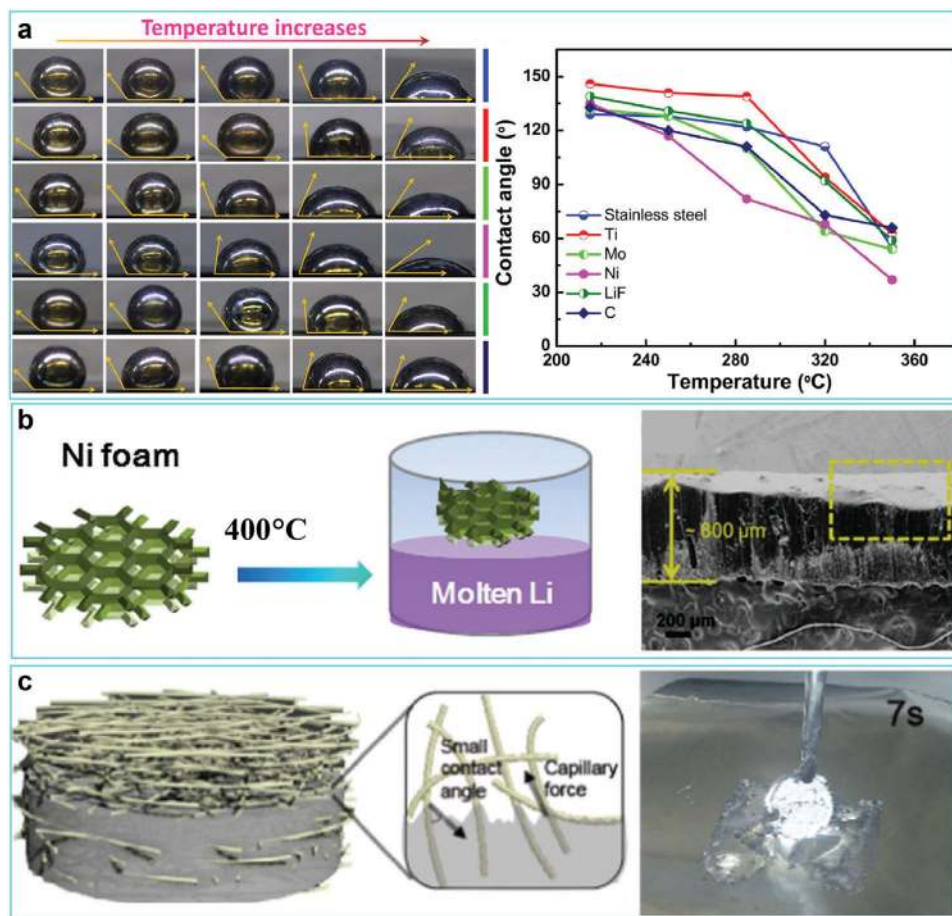 a
Temperature increases
Contact angle (°)
150
120
90
60
30
0
Stainless steel
Ti
Mo
Ni
LiF
C
200
240
280
320
360
Temperature (°C)
b
Ni foam
400°C
Molten Li
~ 800 μm
200 μm
c
Small
contact
angle
Capillary
force
7s